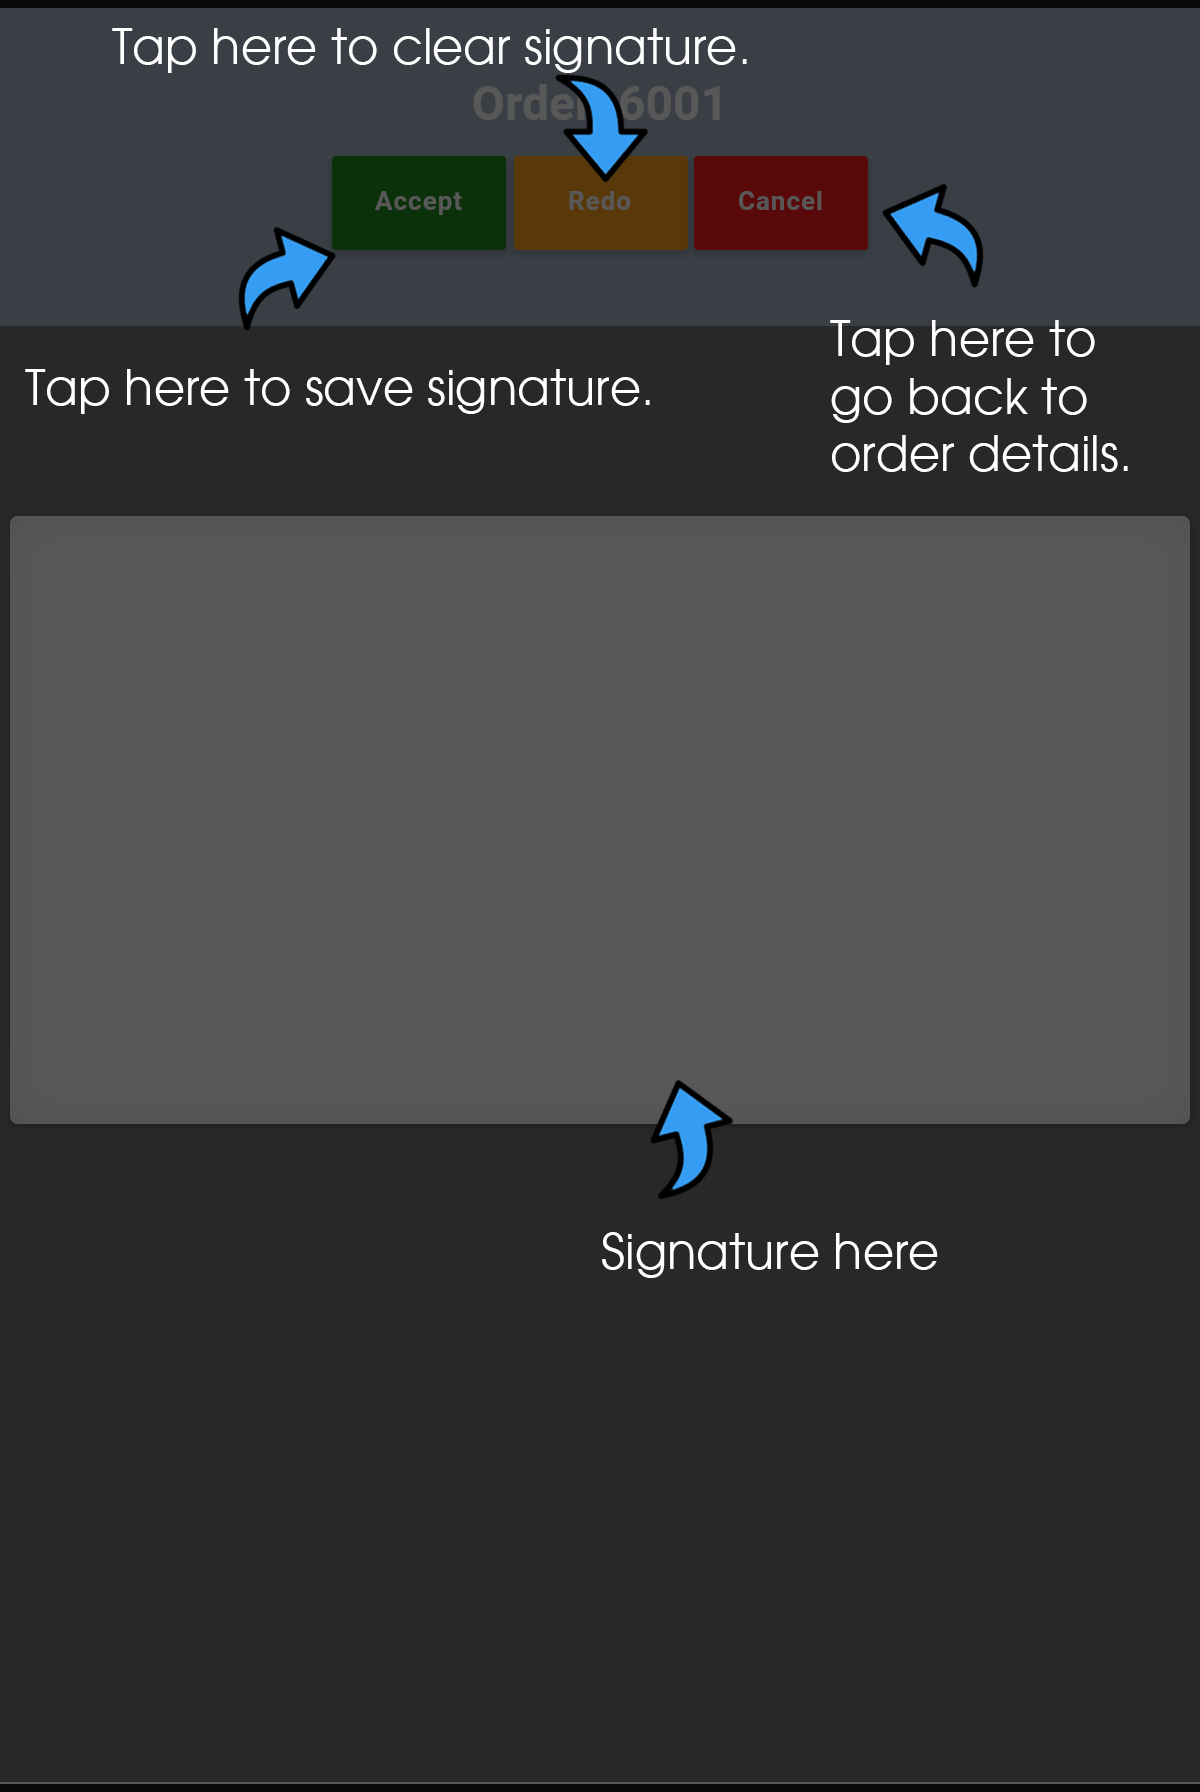 Tap here to clear signature.
Order 6001
Accept
Redo
Cancel
Tap here to save signature.
Tap here to
go back to
order details.
Signature here